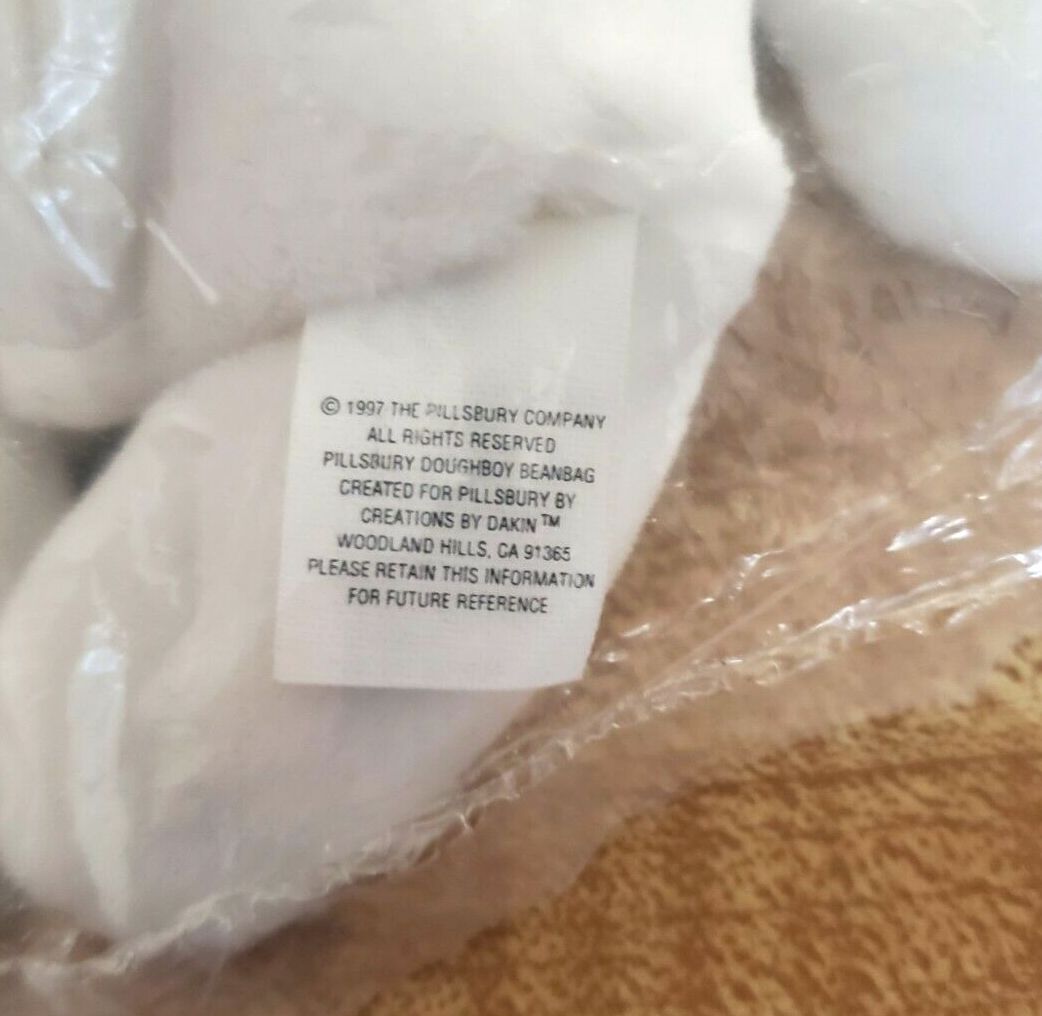 © 1997 THE PILLSBURY COMPANY
ALL RIGHTS RESERVED
PILLSBURY DOUGHBOY BEANBAG
CREATED FOR PILLSBURY BY
CREATIONS BY DAKIN™
WOODLAND HILLS, CA 91365
PLEASE RETAIN THIS INFORMATION
FOR FUTURE REFERENCE